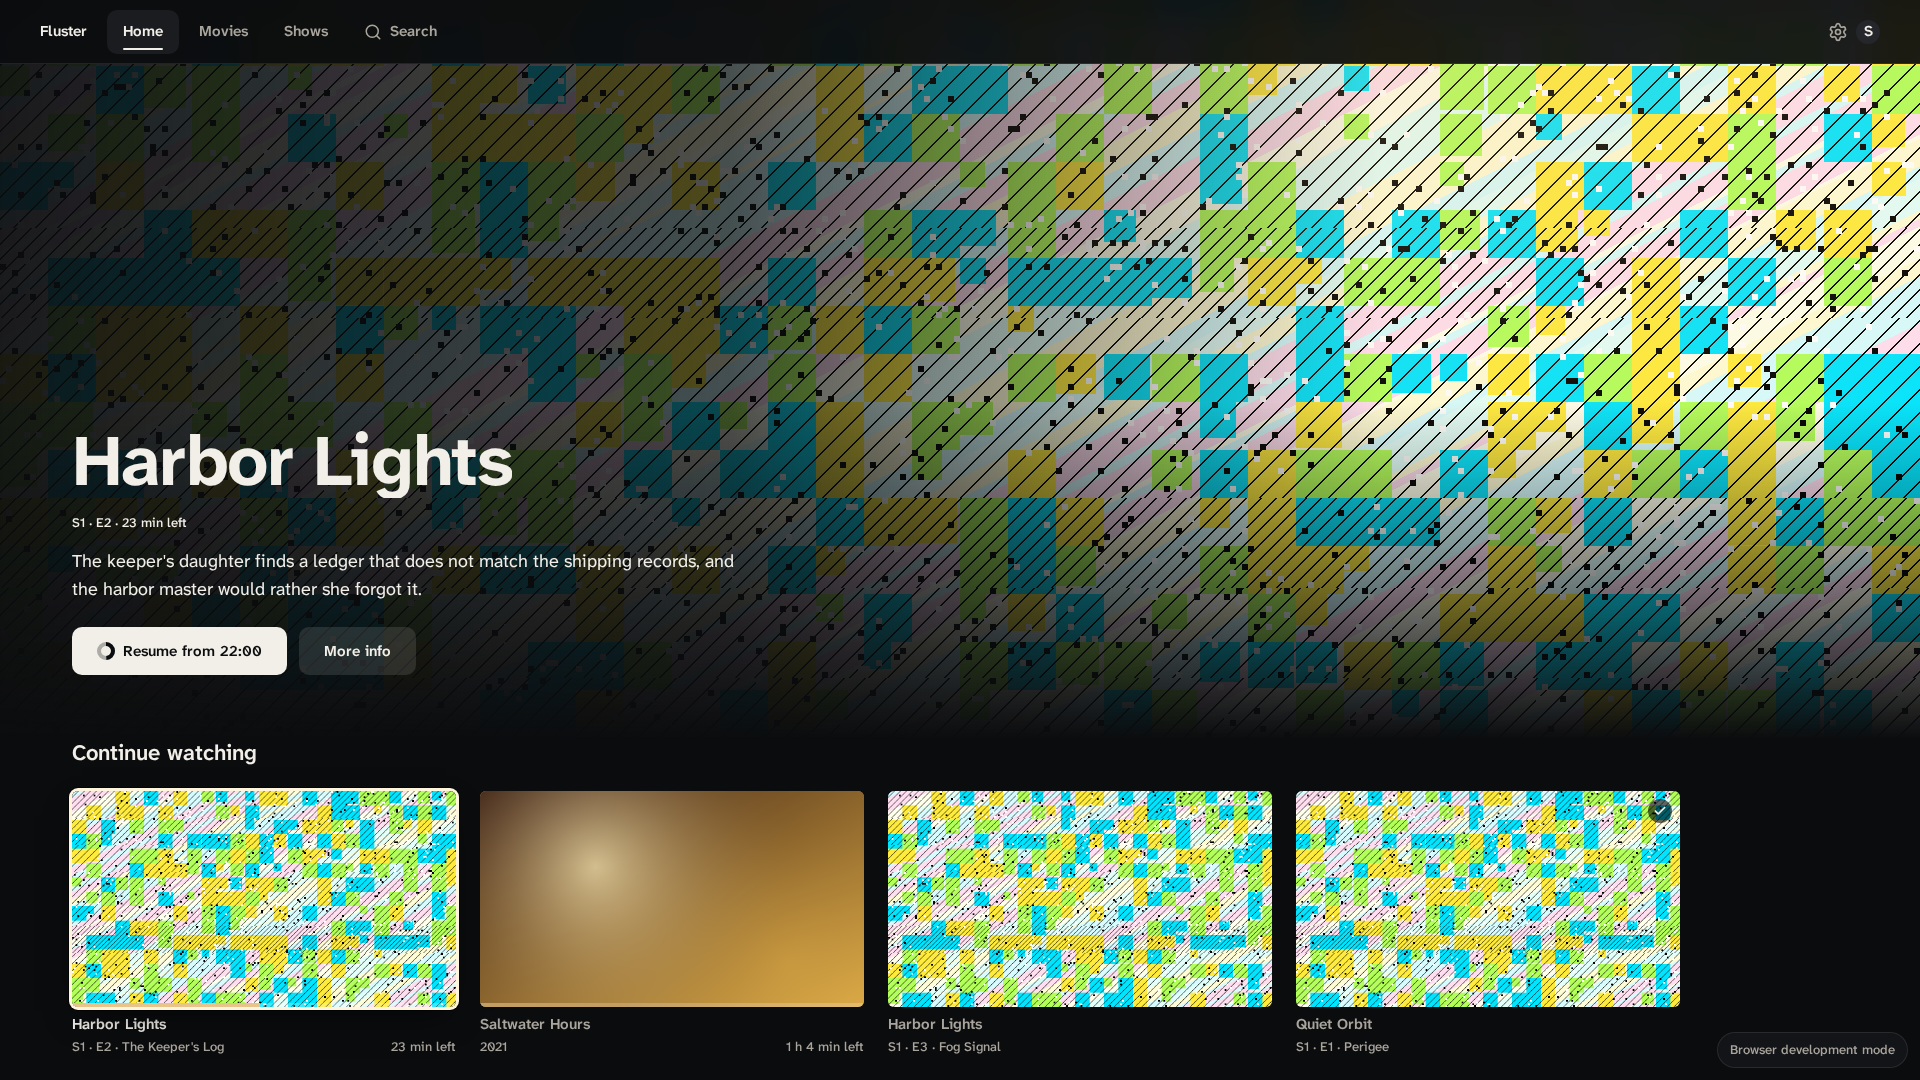 Fluster
Home
Movies
Shows
Search
S
Harbor Lights
S1 · E2 · 23 min left
The keeper's daughter finds a ledger that does not match the shipping records, and
the harbor master would rather she forgot it.
Resume from 22:00
More info
Continue watching
Harbor Lights
S1 · E2 · The Keeper's Log
23 min left
Saltwater Hours
2021
1 h 4 min left
Harbor Lights
S1 · E3 · Fog Signal
Quiet Orbit
S1 · E1 · Perigee
Browser development mode